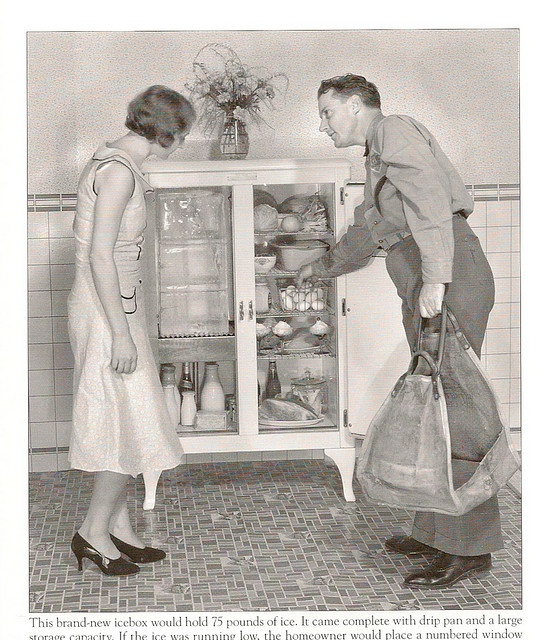 This brand-new icebox would hold 75 pounds of ice. It came complete with drip pan and a large
storage capacity. If the ice was running low, the homeowner would place a numbered window